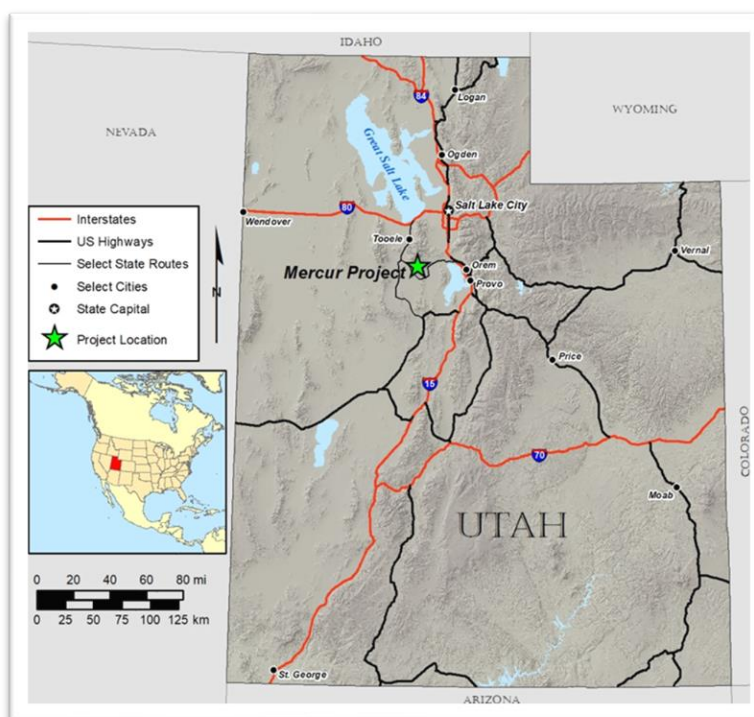 IDAHO
WYOMING
NEVADA
84
Logan
Great Salt Lake
Ogden
80
Wendover
Salt Lake City
Tooele
Vernal
Mercur Project
Orem
Provo
Interstates
US Highways
Select State Routes
Select Cities
State Capital
Project Location
N
Price
15
70
Moab
COLORADO
UTAH
0 20 40 60 80 mi
0 25 50 75 100 125 km
St. George
ARIZONA